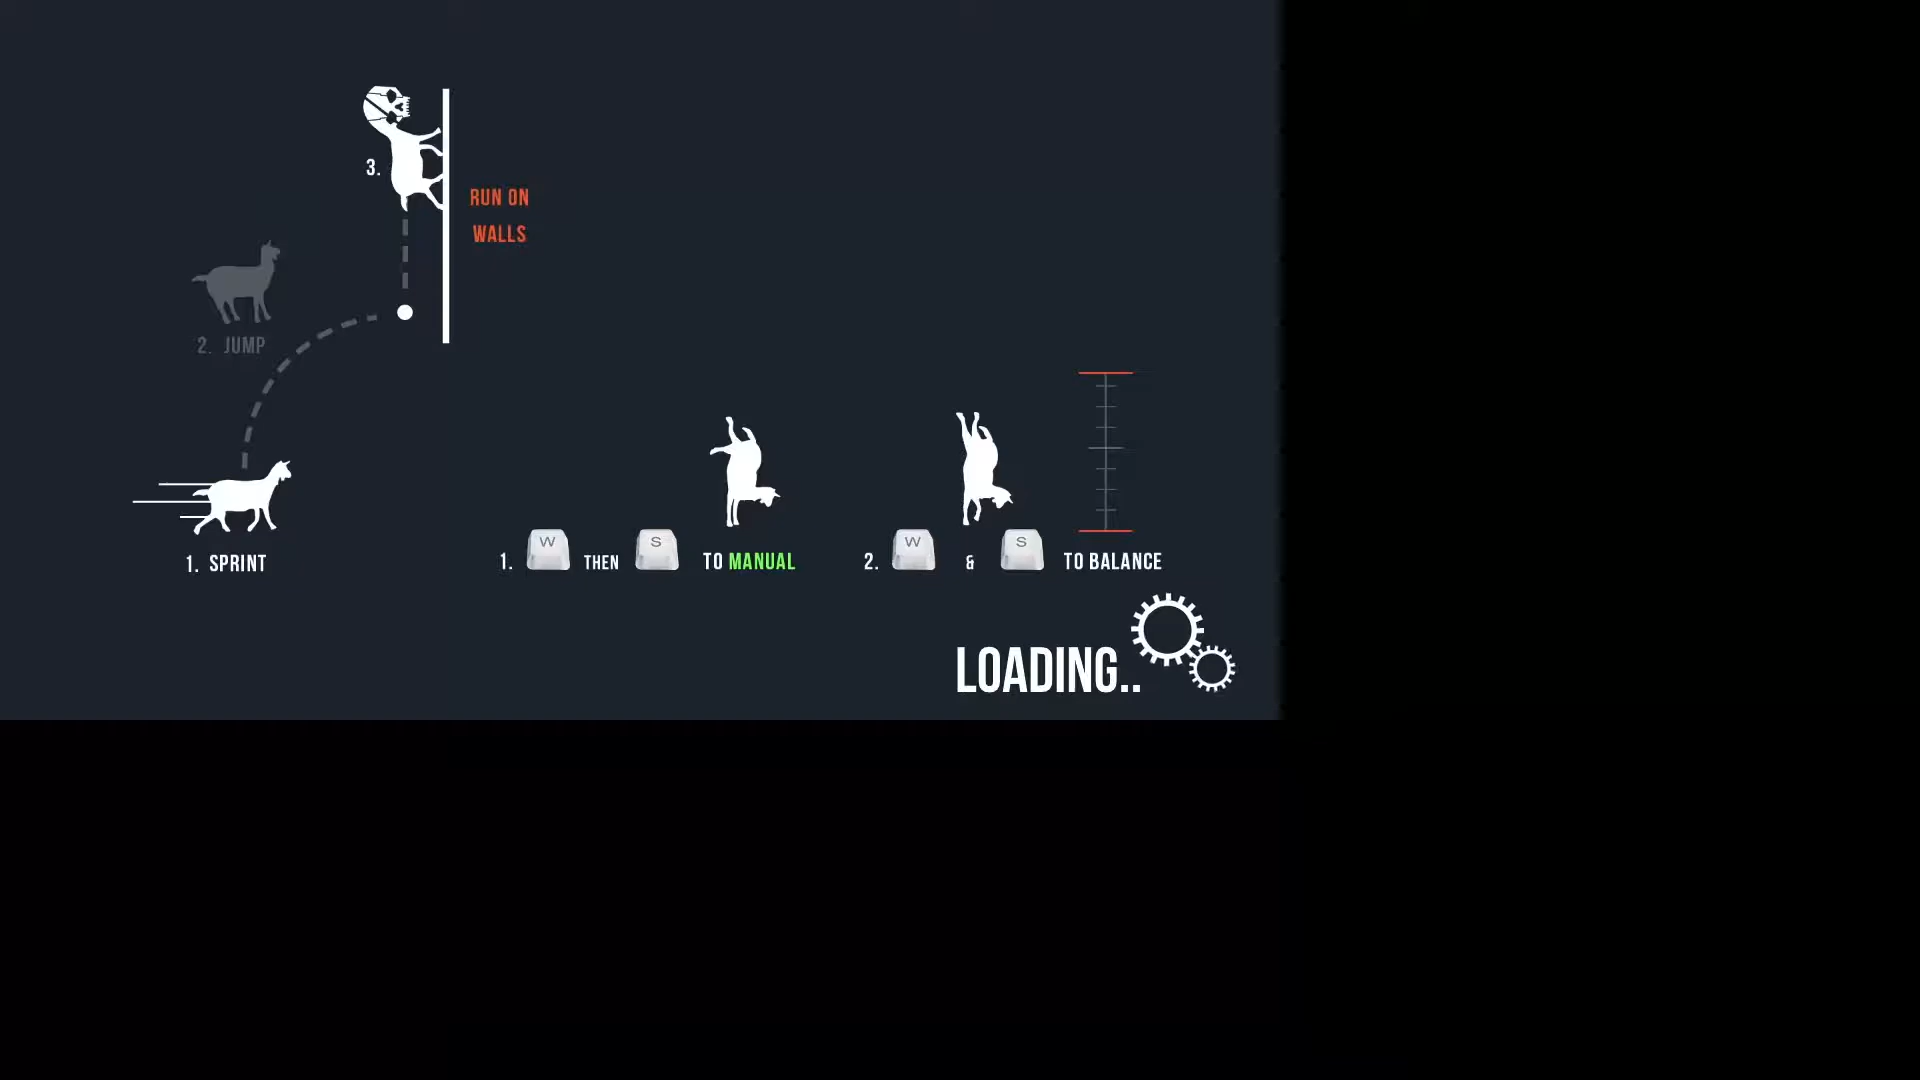 3.
RUN ON
WALLS
2. JUMP
1. SPRINT
1. W THEN S TO MANUAL
2. W & S TO BALANCE
LOADING..